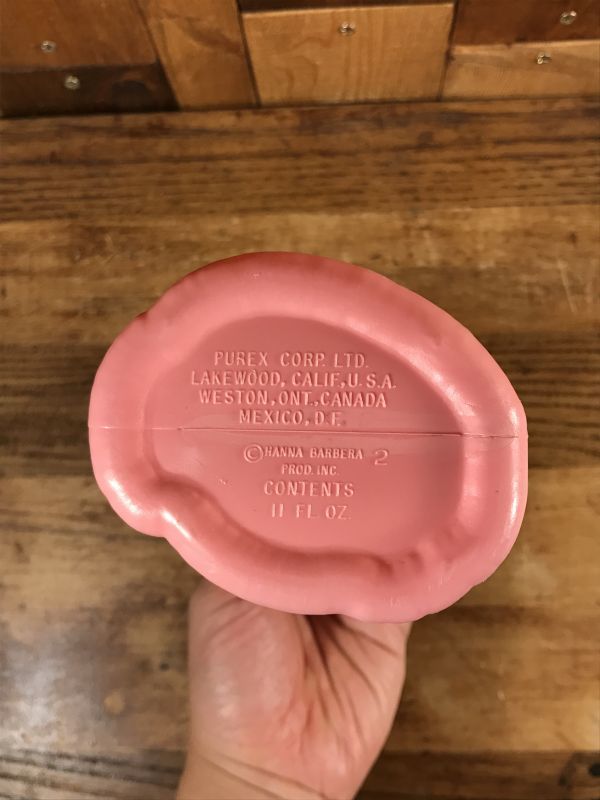 PUREX CORP. LTD.
LAKEWOOD, CALIF., U.S.A.
WESTON, ONT., CANADA
MEXICO, D.F.
© HANNA BARBERA 2
PROD. INC.
CONTENTS
11 FL. OZ.